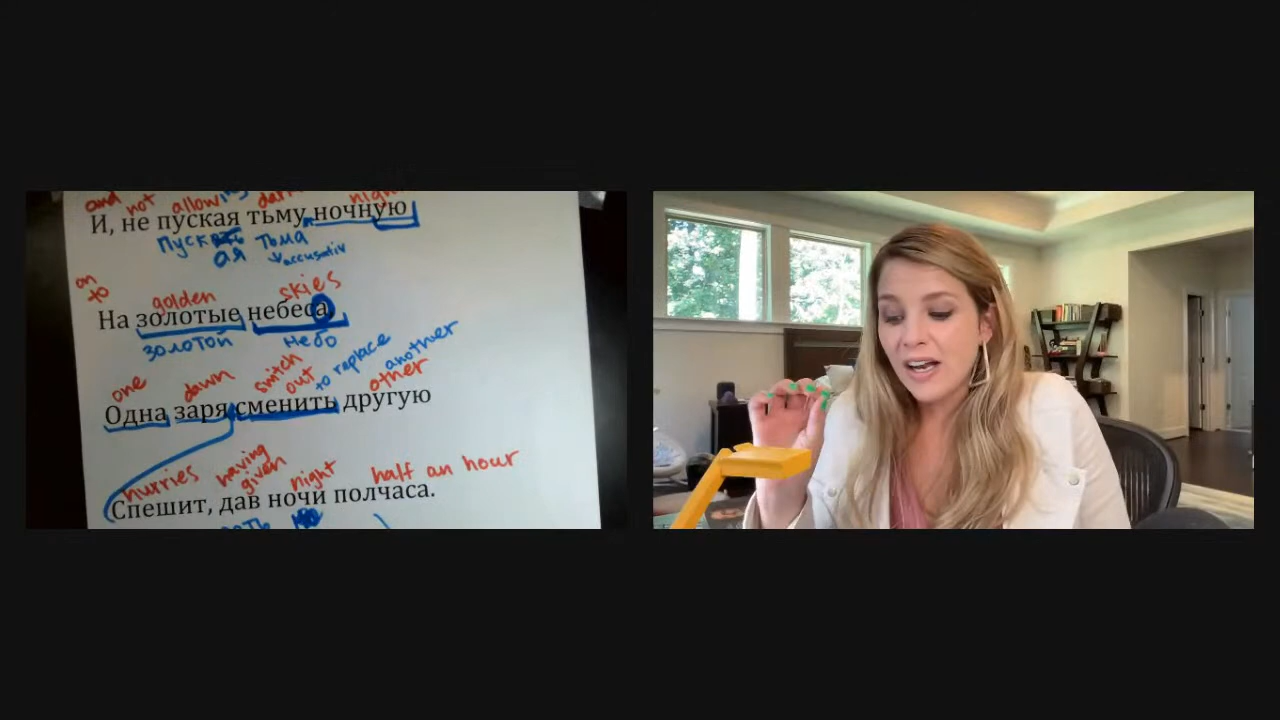 and not allowing night
И, не пуская тьму ночную
Пускать тьма
ая accusativ
on to golden skies
На золотые небеса
золотой небо
one dawn switch out to replace another other
Одна заря сменить другую
hurries having given night half an hour
Спешит, дав ночи полчаса.